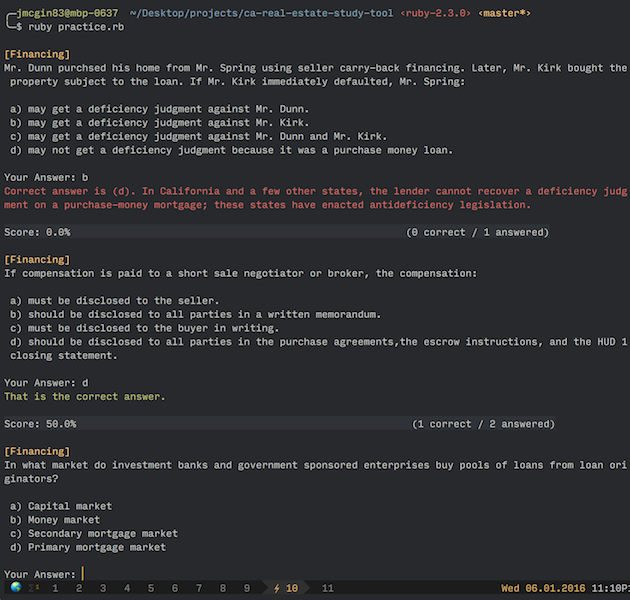 jmcgin83@mbp-0637 ~/Desktop/projects/ca-real-estate-study-tool ‹ruby-2.3.0› ‹master*›
$ ruby practice.rb
[Financing]
Mr. Dunn purchsed his home from Mr. Spring using seller carry-back financing. Later, Mr. Kirk bought the
property subject to the loan. If Mr. Kirk immediately defaulted, Mr. Spring:
a) may get a deficiency judgment against Mr. Dunn.
b) may get a deficiency judgment against Mr. Kirk.
c) may get a deficiency judgment against Mr. Dunn and Mr. Kirk.
d) may not get a deficiency judgment because it was a purchase money loan.
Your Answer: b
Correct answer is (d). In California and a few other states, the lender cannot recover a deficiency judg
ment on a purchase-money mortgage; these states have enacted antideficiency legislation.
Score: 0.0% (0 correct / 1 answered)
[Financing]
If compensation is paid to a short sale negotiator or broker, the compensation:
a) must be disclosed to the seller.
b) should be disclosed to all parties in a written memorandum.
c) must be disclosed to the buyer in writing.
d) should be disclosed to all parties in the purchase agreements,the escrow instructions, and the HUD 1
closing statement.
Your Answer: d
That is the correct answer.
Score: 50.0% (1 correct / 2 answered)
[Financing]
In what market do investment banks and government sponsored enterprises buy pools of loans from loan ori
ginators?
a) Capital market
b) Money market
c) Secondary mortgage market
d) Primary mortgage market
Your Answer:
1 2 3 4 5 6 7 8 9 10 11 Wed 06.01.2016 11:10P